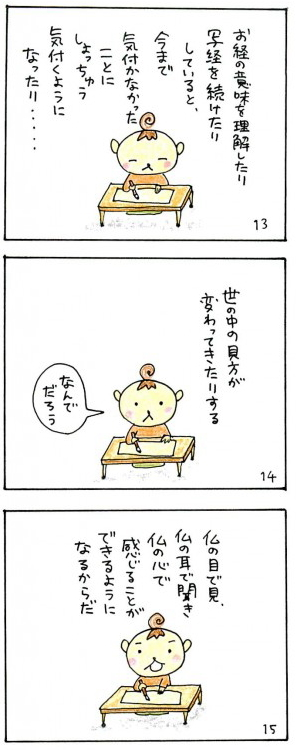 お経の意味を理解したり
写経を続けたり
していると、
今まで
気付かなかった
ことに
しょっちゅう
気付くように
なったり・・・・・
13
世の中の見方が
変わってきたりする
なんで
だろう
14
仏の目で見、
仏の耳で聞き
仏の心で
感じることが
できるように
なるからだ
15